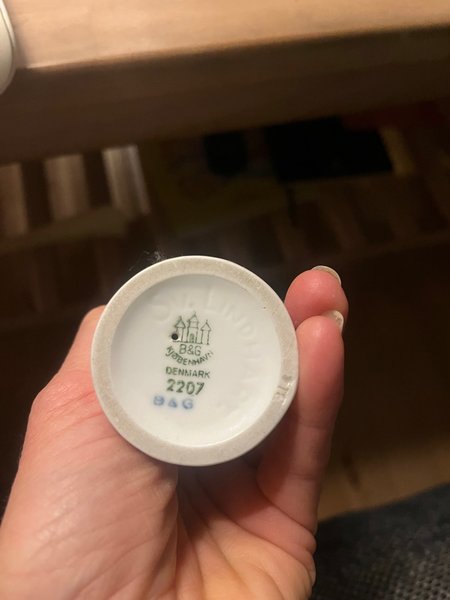 B&G
KJØBENHAVN
DENMARK
2207
B & G